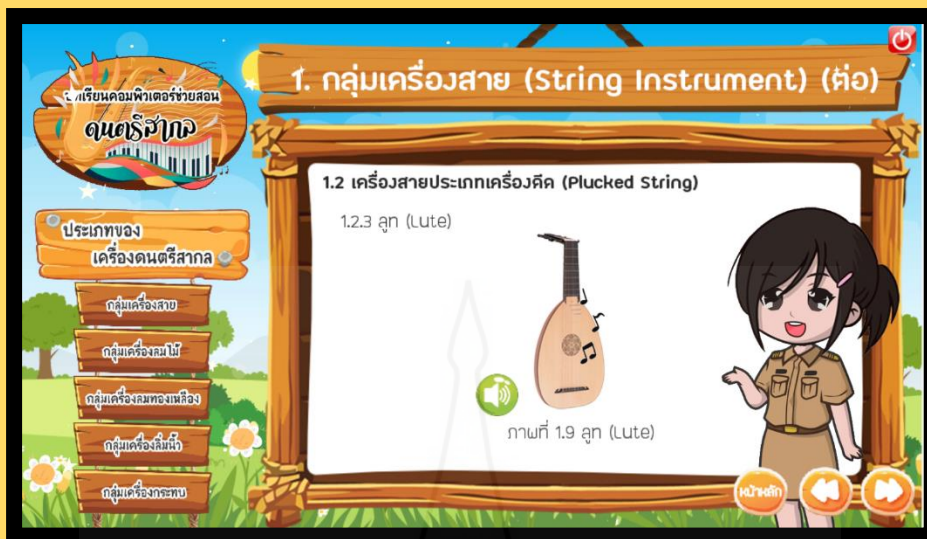 บทเรียนคอมพิวเตอร์ช่วยสอน
ดนตรีสากล
1. กลุ่มเครื่องสาย (String Instrument) (ต่อ)
1.2 เครื่องสายประเภทเครื่องดีด (Plucked String)
1.2.3 ลูท (Lute)
ภาพที่ 1.9 ลูท (Lute)
ประเภทของ
เครื่องดนตรีสากล
กลุ่มเครื่องสาย
กลุ่มเครื่องลมไม้
กลุ่มเครื่องลมทองเหลือง
กลุ่มเครื่องลิ่มนิ้ว
กลุ่มเครื่องกระทบ
หน้าหลัก